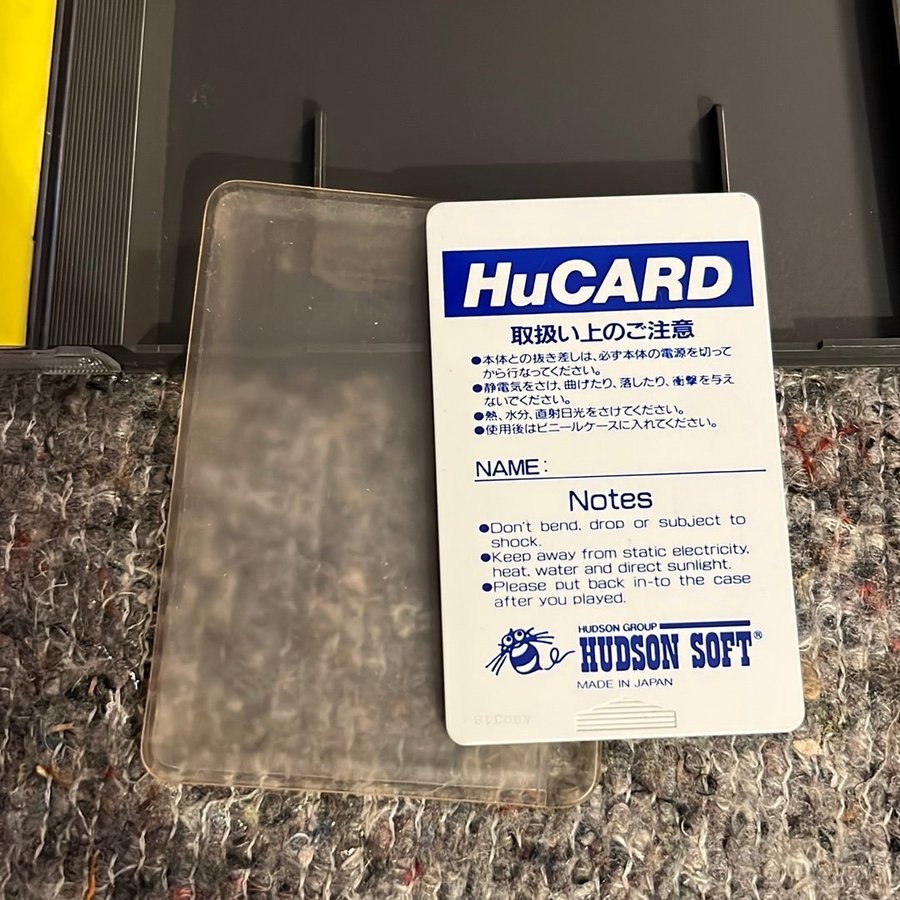 HuCARD
取扱い上のご注意
●本体との抜き差しは、必ず本体の電源を切って
から行なってください。
●静電気をさけ、曲げたり、落したり、衝撃を与え
ないでください。
●熱、水分、直射日光をさけてください。
●使用後はビニールケースに入れてください。
NAME:
Notes
●Don't bend, drop or subject to
shock.
●Keep away from static electricity,
heat, water and direct sunlight.
●Please put back in-to the case
after you played.
HUDSON GROUP
HUDSON SOFT®
MADE IN JAPAN